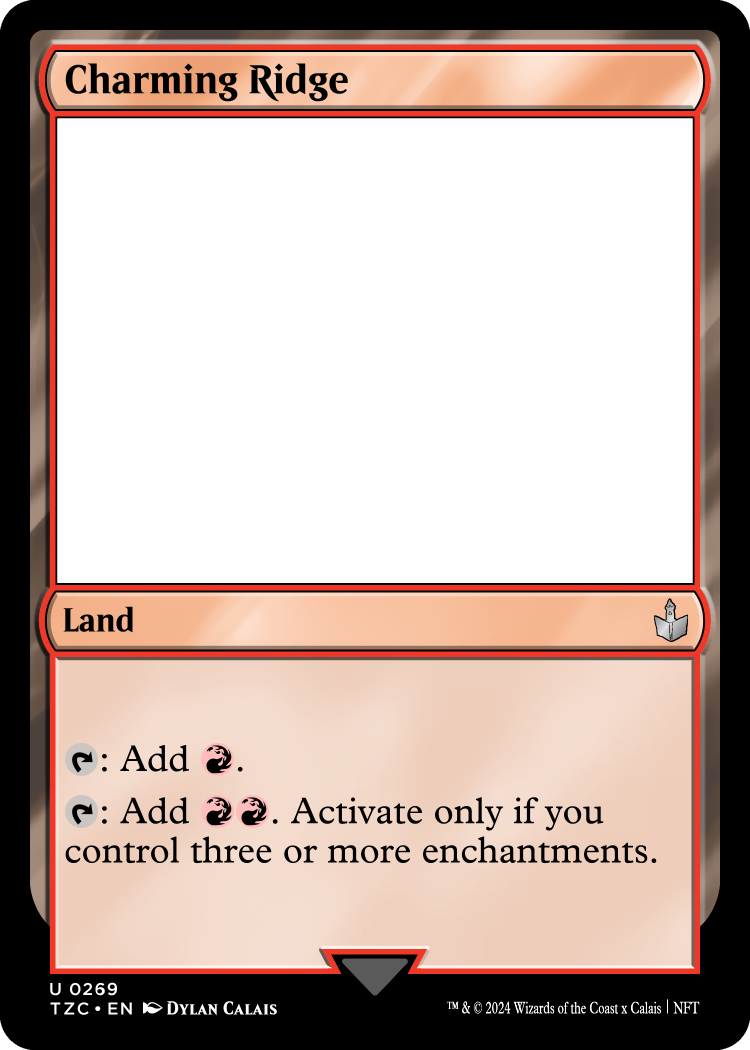 Charming Ridge
Land
: Add .
: Add . Activate only if you
control three or more enchantments.
U 0269
TZC • EN Dylan Calais
™ & © 2024 Wizards of the Coast x Calais | NFT